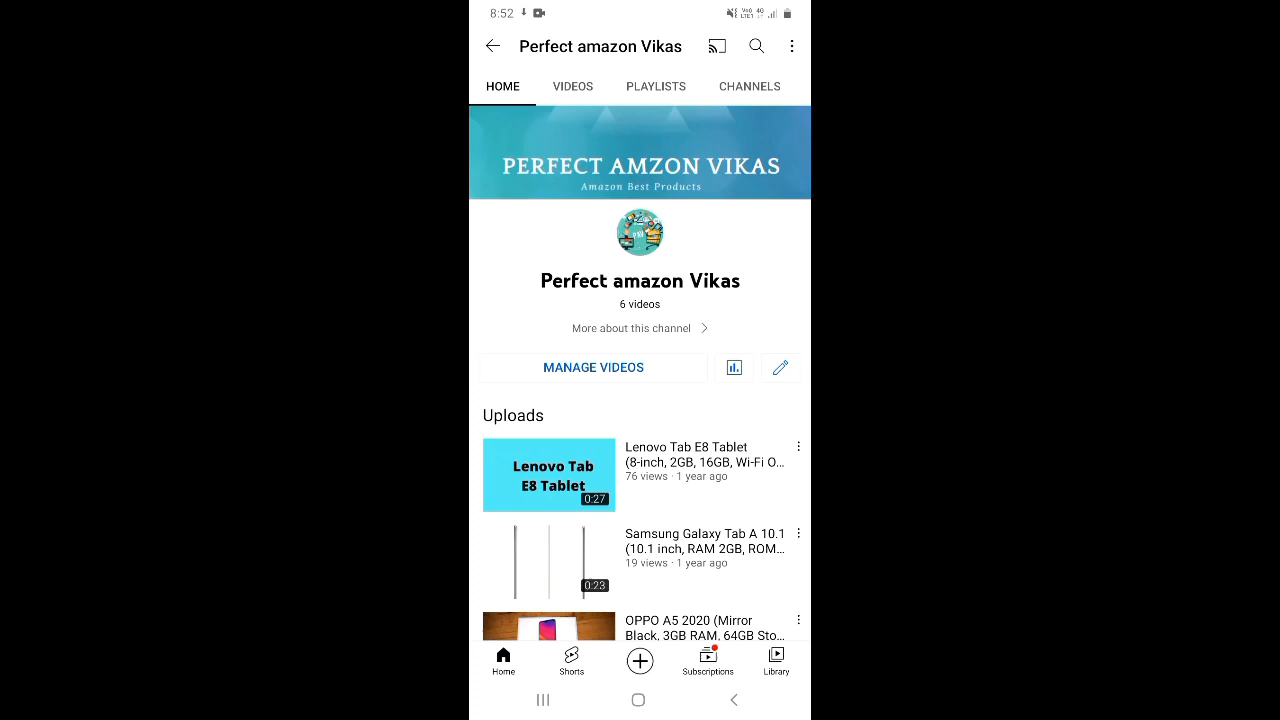 8:52
Vo) 4G
LTE1
Perfect amazon Vikas
HOME VIDEOS PLAYLISTS CHANNELS
PERFECT AMZON VIKAS
Amazon Best Products
PAV
Perfect amazon Vikas
6 videos
More about this channel
MANAGE VIDEOS
Uploads
Lenovo Tab
E8 Tablet
0:27
Lenovo Tab E8 Tablet
(8-inch, 2GB, 16GB, Wi-Fi O...
76 views · 1 year ago
0:23
Samsung Galaxy Tab A 10.1
(10.1 inch, RAM 2GB, ROM...
19 views · 1 year ago
OPPO A5 2020 (Mirror
Black, 3GB RAM, 64GB Sto...
Home Shorts Subscriptions Library